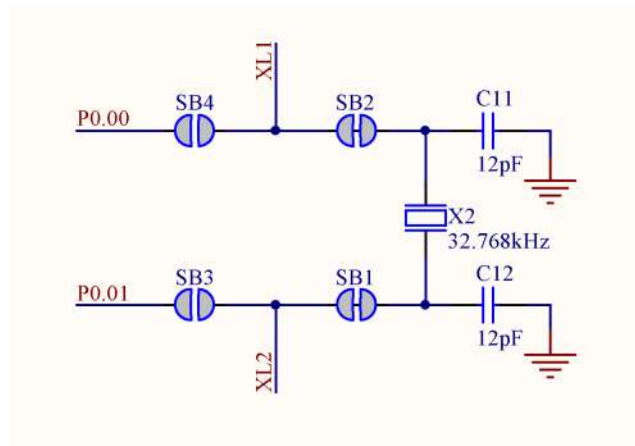 XL1
SB4
SB2
C11
P0.00
12pF
X2
32.768kHz
SB3
SB1
C12
P0.01
12pF
XL2